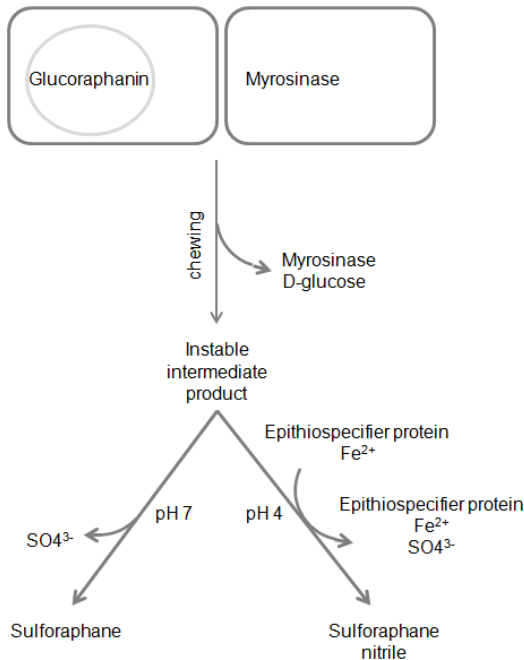 Glucoraphanin
Myrosinase
chewing
Myrosinase
D-glucose
Instable
intermediate
product
Epithiospecifier protein
Fe²⁺
pH 7
pH 4
Epithiospecifier protein
Fe²⁺
SO4³⁻
SO4³⁻
Sulforaphane
Sulforaphane
nitrile